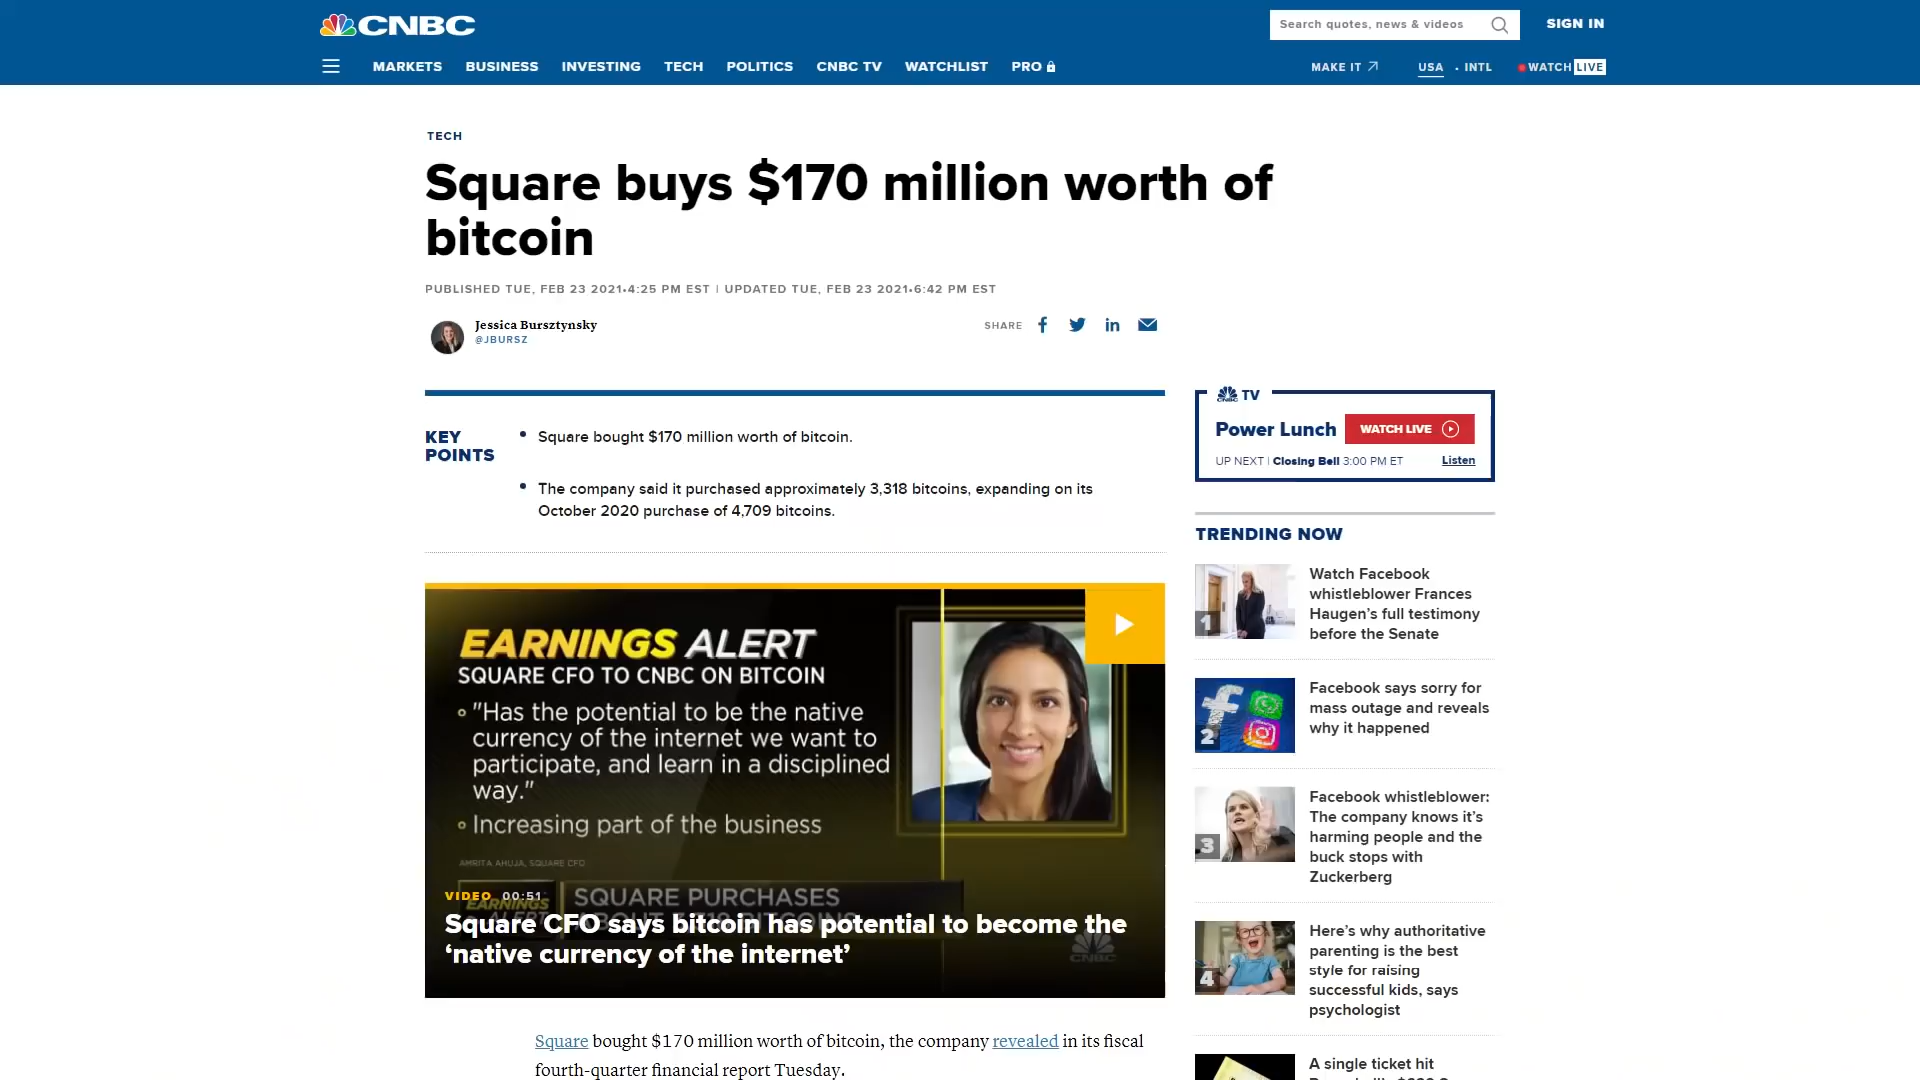 CNBC
Search quotes, news & videos
SIGN IN
MARKETS BUSINESS INVESTING TECH POLITICS CNBC TV WATCHLIST PRO
MAKE IT USA • INTL WATCH LIVE
TECH
Square buys $170 million worth of
bitcoin
PUBLISHED TUE, FEB 23 2021•4:25 PM EST | UPDATED TUE, FEB 23 2021•6:42 PM EST
Jessica Bursztynsky
@JBURSZ
SHARE
KEY
POINTS
• Square bought $170 million worth of bitcoin.
• The company said it purchased approximately 3,318 bitcoins, expanding on its
October 2020 purchase of 4,709 bitcoins.
EARNINGS ALERT
SQUARE CFO TO CNBC ON BITCOIN
"Has the potential to be the native
currency of the internet we want to
participate, and learn in a disciplined
way."
Increasing part of the business
AMRITA AHUJA, SQUARE CFO
VIDEO 00:51
EARNINGS
ALERT
SQUARE PURCHASES
Square CFO says bitcoin has potential to become the
‘native currency of the internet’
CNBC
Square bought $170 million worth of bitcoin, the company revealed in its fiscal
fourth-quarter financial report Tuesday.
CNBC TV
Power Lunch
WATCH LIVE
UP NEXT | Closing Bell 3:00 PM ET
Listen
TRENDING NOW
1
Watch Facebook
whistleblower Frances
Haugen’s full testimony
before the Senate
2
Facebook says sorry for
mass outage and reveals
why it happened
3
Facebook whistleblower:
The company knows it’s
harming people and the
buck stops with
Zuckerberg
4
Here’s why authoritative
parenting is the best
style for raising
successful kids, says
psychologist
A single ticket hit